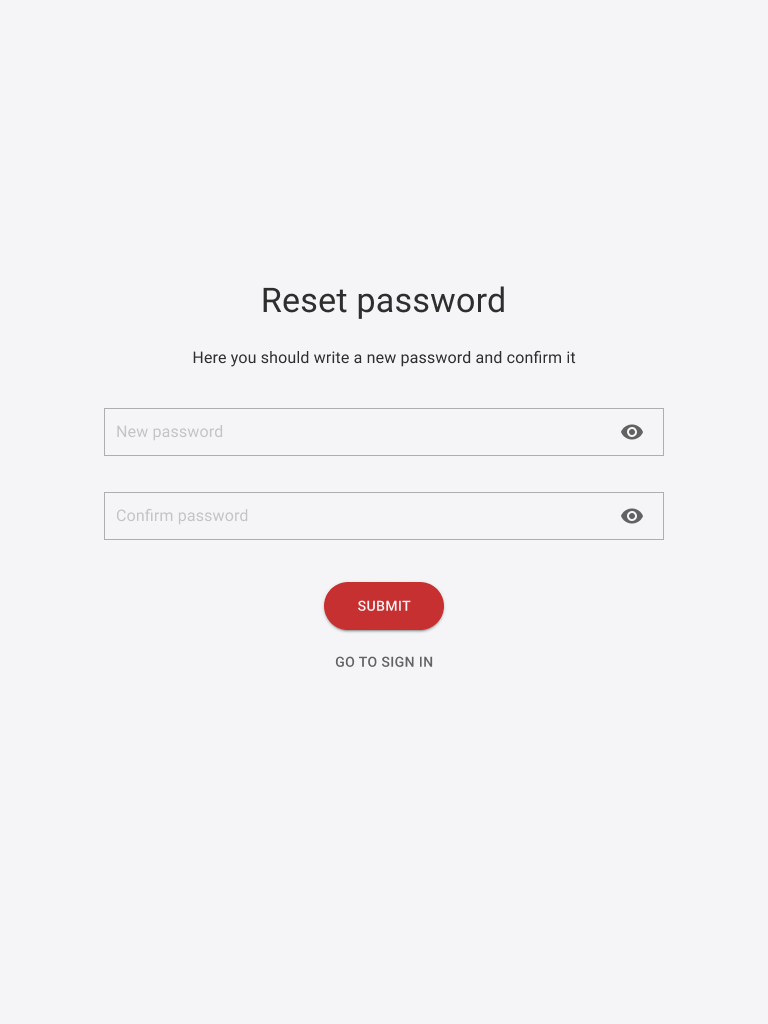 Reset password
Here you should write a new password and confirm it
New password
Confirm password
SUBMIT
GO TO SIGN IN